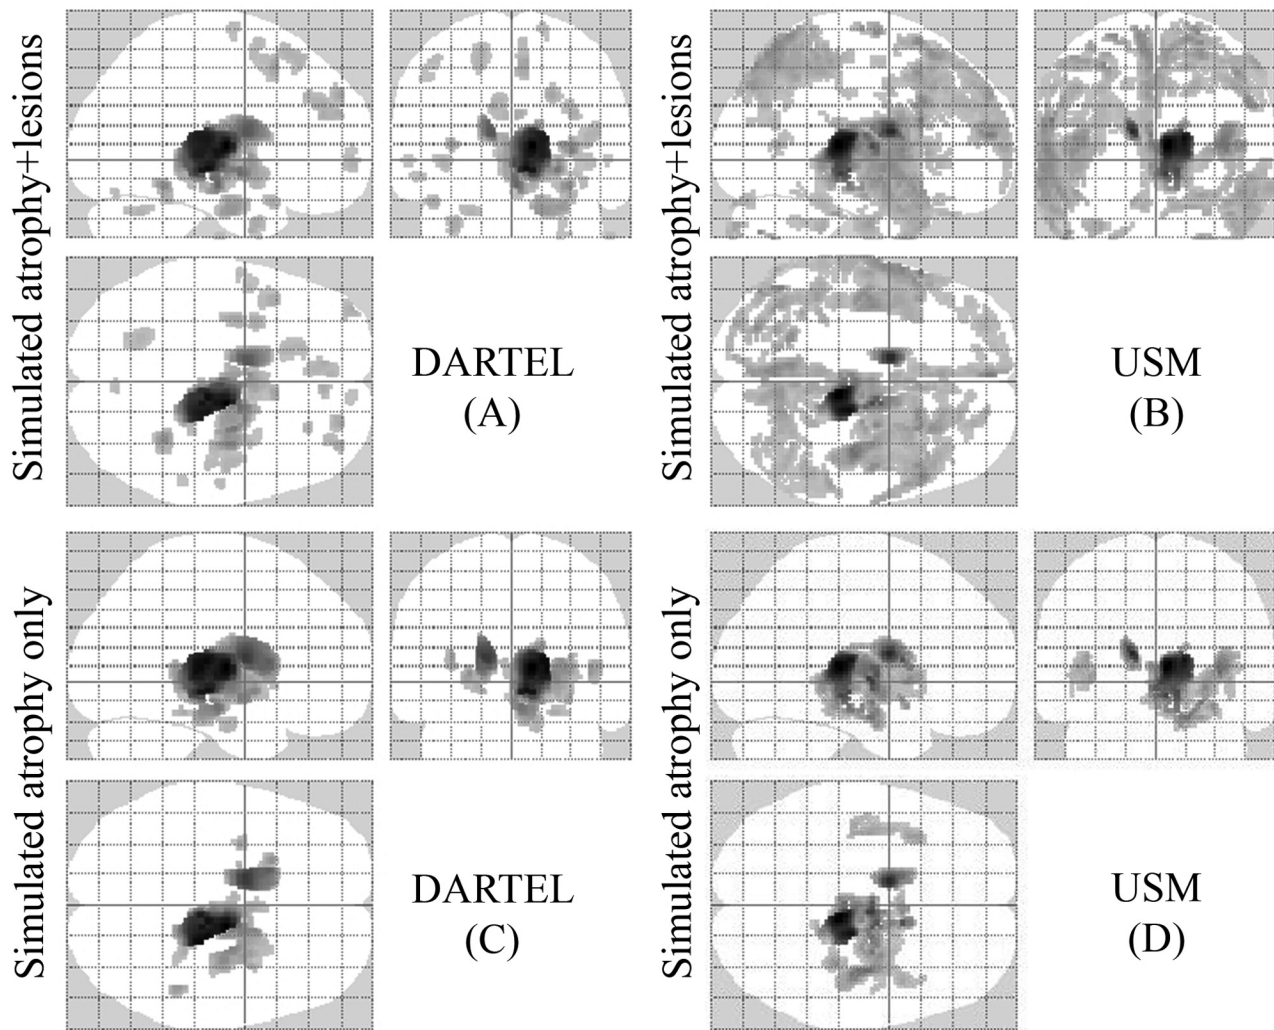 Simulated atrophy+lesions
DARTEL
(A)
Simulated atrophy+lesions
USM
(B)
Simulated atrophy only
DARTEL
(C)
Simulated atrophy only
USM
(D)